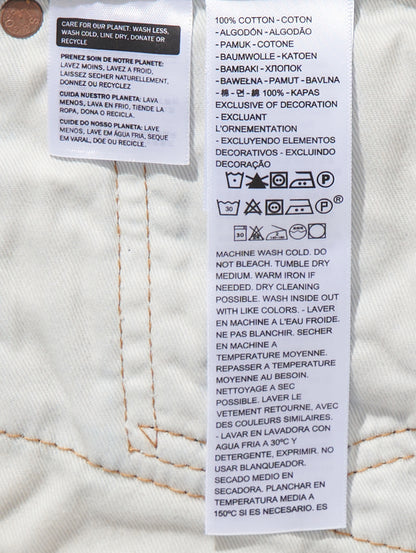 CARE FOR OUR PLANET: WASH LESS,
WASH COLD, LINE DRY, DONATE OR
RECYCLE
PRENEZ SOIN DE NOTRE PLANETE:
LAVEZ MOINS, LAVEZ A FROID,
LAISSEZ SECHER NATURELLEMENT,
DONNEZ OU RECYCLEZ
CUIDA NUESTRO PLANETA: LAVA
MENOS, LAVA EN FRIO, TIENDE LA
ROPA, DONA O RECICLA.
CUIDE DO NOSSO PLANETA: LAVE
MENOS, LAVE EM ÁGUA FRIA, SEQUE
EM VARAL, DOE OU RECICLE.
100% COTTON - COTON
- ALGODÓN - ALGODÃO
- PAMUK - COTONE
- BAUMWOLLE - KATOEN
- BAMBAKI - ХЛОПОК
- BAWEŁNA - PAMUT - BAVLNA
- 棉 - 면 - 綿 100% - KAPAS
EXCLUSIVE OF DECORATION
- EXCLUANT
L'ORNEMENTATION
- EXCLUYENDO ELEMENTOS
DECORATIVOS - EXCLUINDO
DECORAÇÃO
P
30 P®
30
MACHINE WASH COLD. DO
NOT BLEACH. TUMBLE DRY
MEDIUM. WARM IRON IF
NEEDED. DRY CLEANING
POSSIBLE. WASH INSIDE OUT
WITH LIKE COLORS. - LAVER
EN MACHINE A L'EAU FROIDE.
NE PAS BLANCHIR. SECHER
EN MACHINE A
TEMPERATURE MOYENNE.
REPASSER A TEMPERATURE
MOYENNE AU BESOIN.
NETTOYAGE A SEC
POSSIBLE. LAVER LE
VETEMENT RETOURNE, AVEC
DES COULEURS SIMILAIRES.
- LAVAR EN LAVADORA CON
AGUA FRIA A 30ºC Y
DETERGENTE, EXPRIMIR. NO
USAR BLANQUEADOR.
SECADO MEDIO EN
SECADORA. PLANCHAR EN
TEMPERATURA MEDIA A
150ºC SI ES NECESARIO. ES